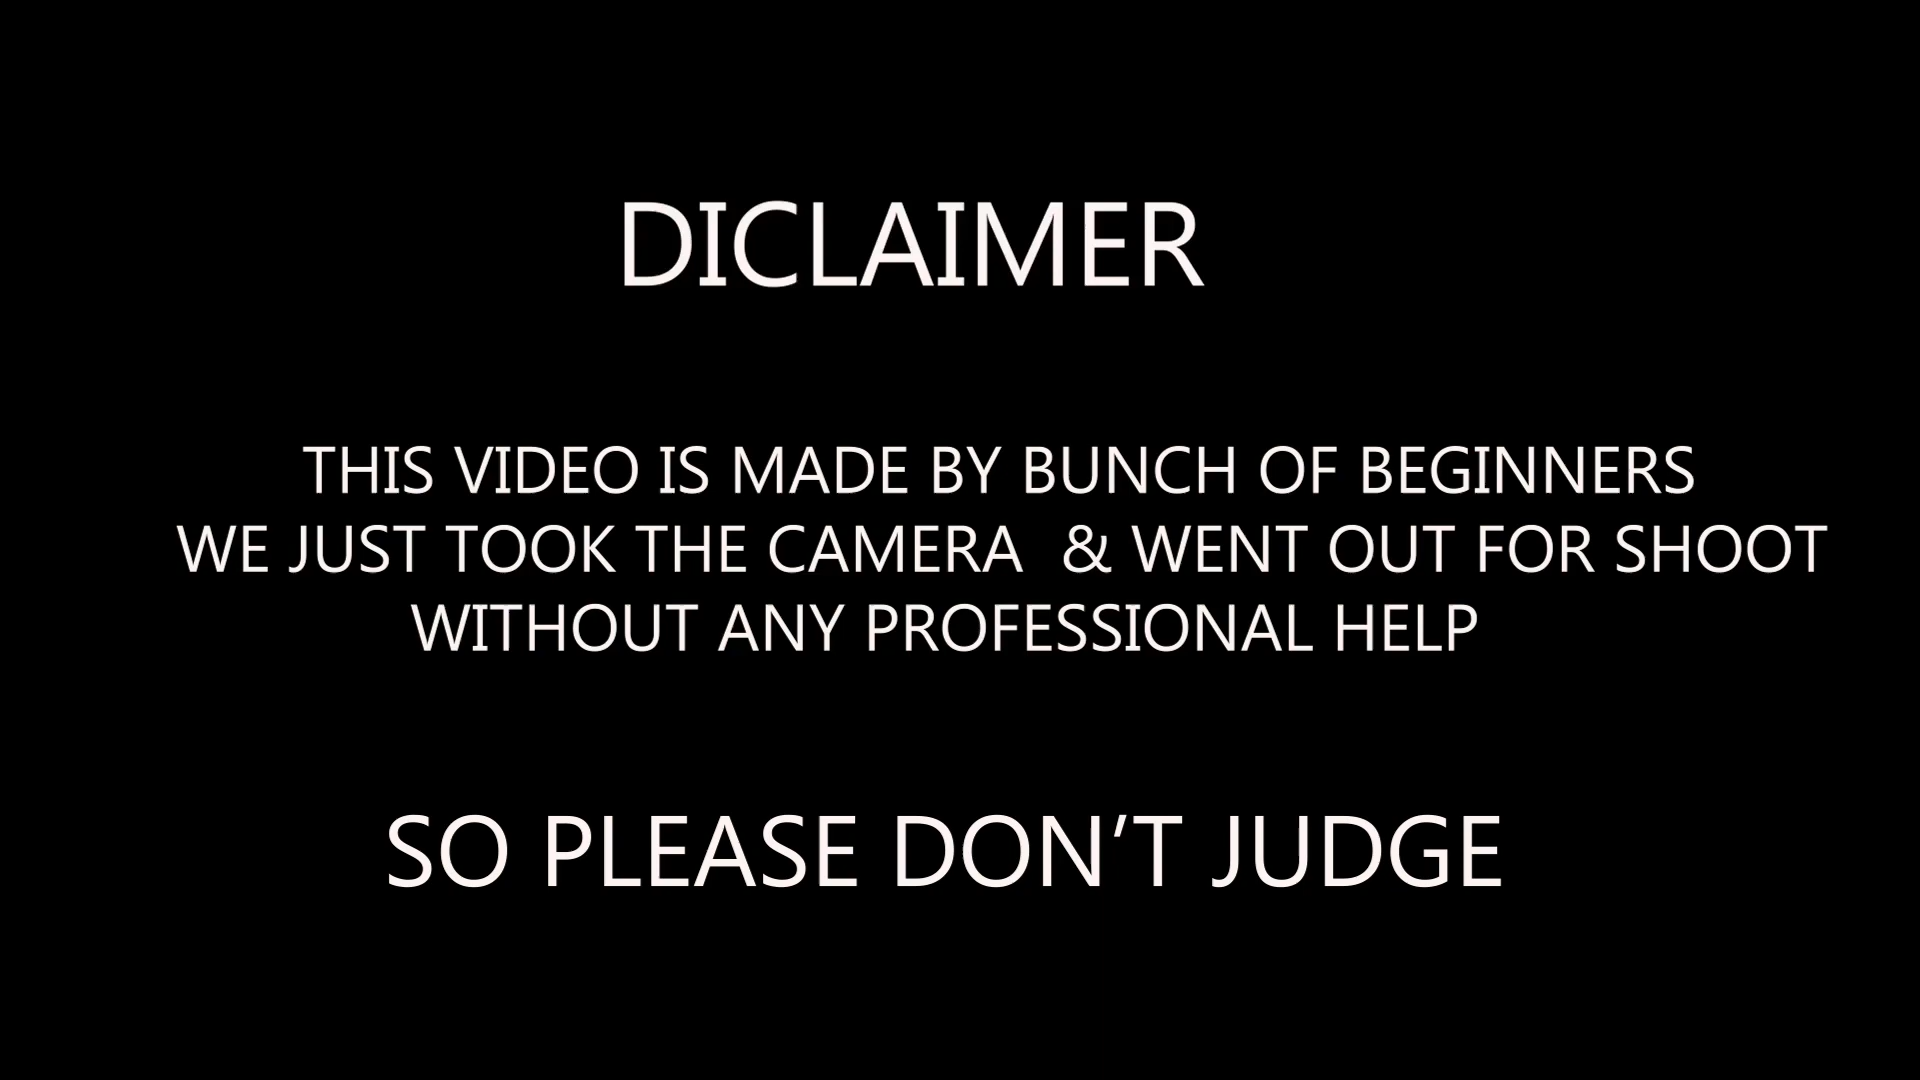 DICLAIMER
THIS VIDEO IS MADE BY BUNCH OF BEGINNERS
WE JUST TOOK THE CAMERA  & WENT OUT FOR SHOOT
WITHOUT ANY PROFESSIONAL HELP
SO PLEASE DON’T JUDGE